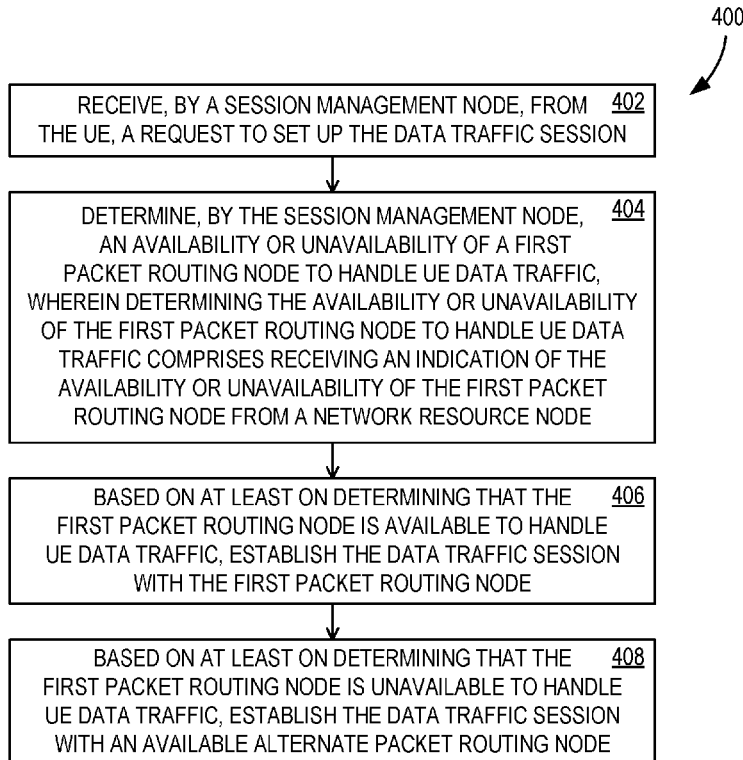 400
RECEIVE, BY A SESSION MANAGEMENT NODE, FROM 402
THE UE, A REQUEST TO SET UP THE DATA TRAFFIC SESSION
DETERMINE, BY THE SESSION MANAGEMENT NODE, 404
AN AVAILABILITY OR UNAVAILABILITY OF A FIRST
PACKET ROUTING NODE TO HANDLE UE DATA TRAFFIC,
WHEREIN DETERMINING THE AVAILABILITY OR UNAVAILABILITY
OF THE FIRST PACKET ROUTING NODE TO HANDLE UE DATA
TRAFFIC COMPRISES RECEIVING AN INDICATION OF THE
AVAILABILITY OR UNAVAILABILITY OF THE FIRST PACKET
ROUTING NODE FROM A NETWORK RESOURCE NODE
BASED ON AT LEAST ON DETERMINING THAT THE 406
FIRST PACKET ROUTING NODE IS AVAILABLE TO HANDLE
UE DATA TRAFFIC, ESTABLISH THE DATA TRAFFIC SESSION
WITH THE FIRST PACKET ROUTING NODE
BASED ON AT LEAST ON DETERMINING THAT THE 408
FIRST PACKET ROUTING NODE IS UNAVAILABLE TO HANDLE
UE DATA TRAFFIC, ESTABLISH THE DATA TRAFFIC SESSION
WITH AN AVAILABLE ALTERNATE PACKET ROUTING NODE